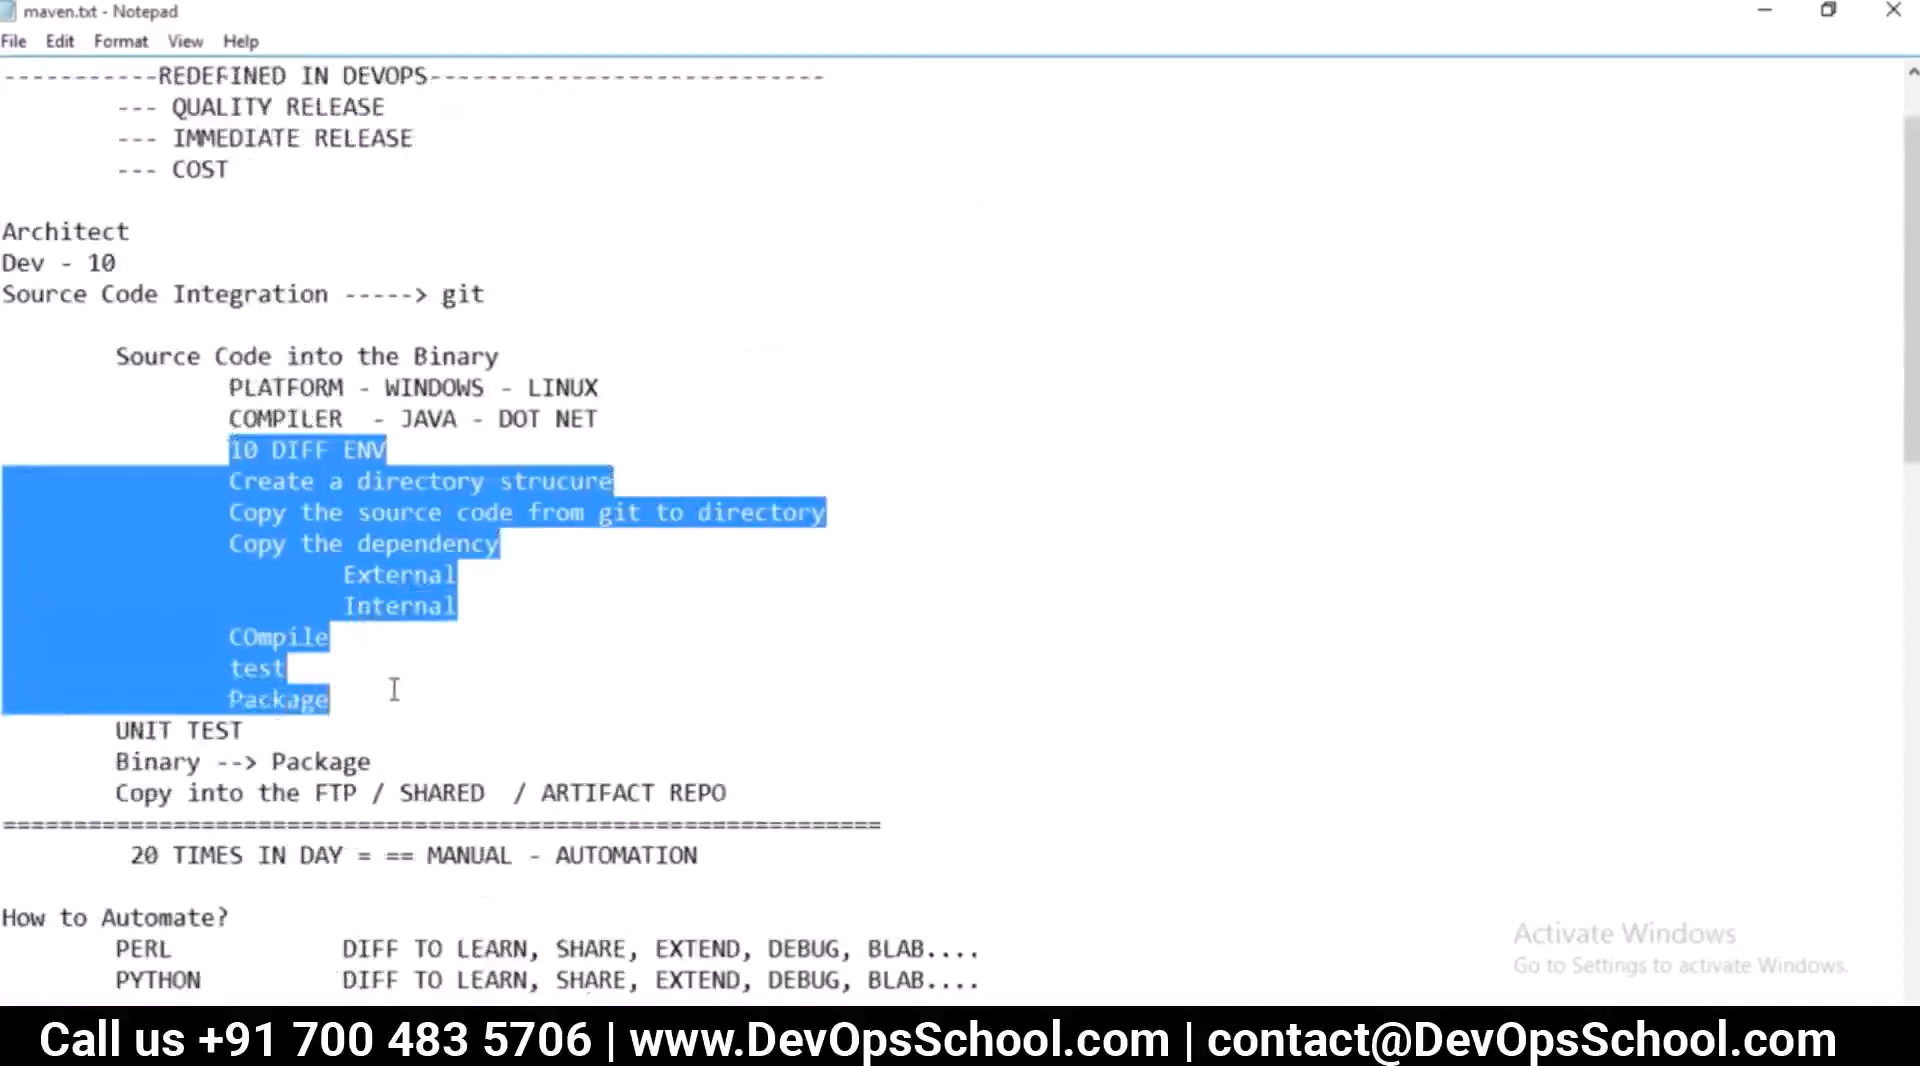 maven.txt - Notepad
File Edit Format View Help
-----------REDEFINED IN DEVOPS----------------------------
--- QUALITY RELEASE
--- IMMEDIATE RELEASE
--- COST
Architect
Dev - 10
Source Code Integration -----> git
Source Code into the Binary
PLATFORM - WINDOWS - LINUX
COMPILER - JAVA - DOT NET
10 DIFF ENV
Create a directory strucure
Copy the source code from git to directory
Copy the dependency
External
Internal
COmpile
test
Package
UNIT TEST
Binary --> Package
Copy into the FTP / SHARED / ARTIFACT REPO
==============================================================
20 TIMES IN DAY = == MANUAL - AUTOMATION
How to Automate?
PERL DIFF TO LEARN, SHARE, EXTEND, DEBUG, BLAB....
PYTHON DIFF TO LEARN, SHARE, EXTEND, DEBUG, BLAB....
Activate Windows
Go to Settings to activate Windows.
Call us +91 700 483 5706 | www.DevOpsSchool.com | contact@DevOpsSchool.com